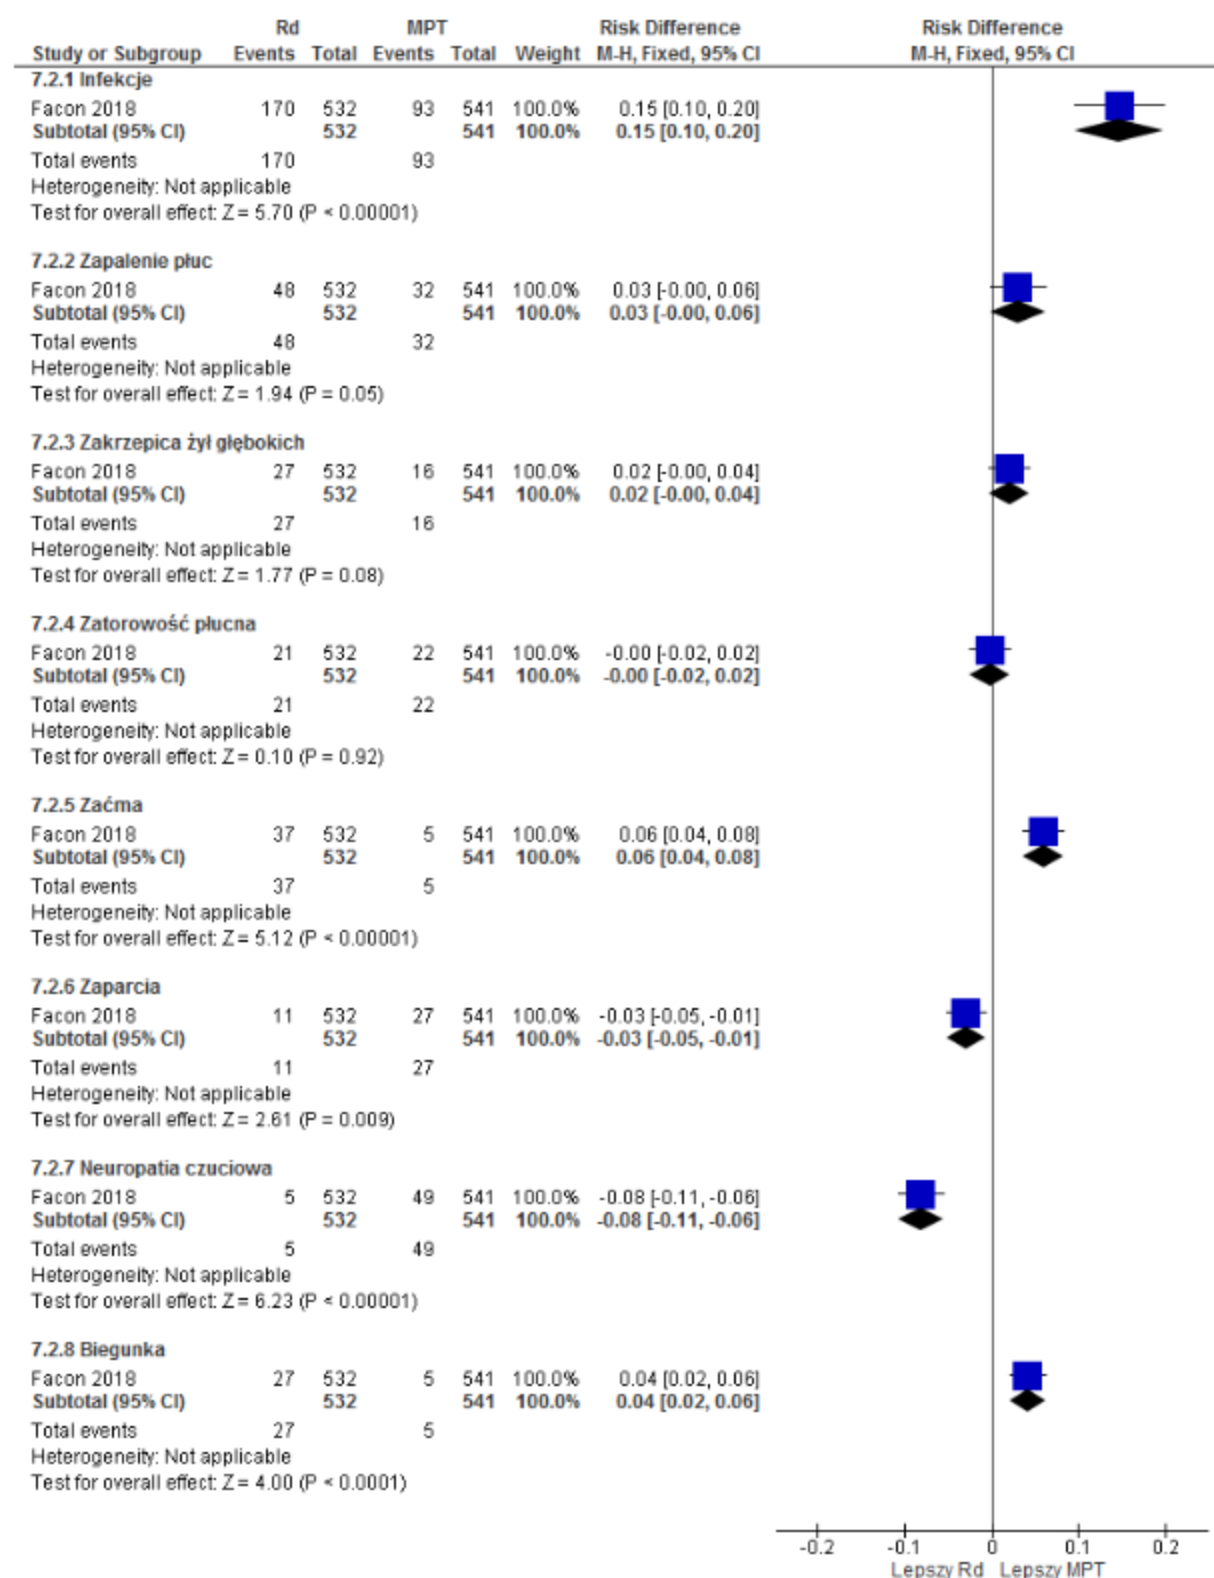 Rd MPT Risk Difference Risk Difference
Study or Subgroup Events Total Events Total Weight M-H, Fixed, 95% CI M-H, Fixed, 95% CI
7.2.1 Infekcje
Facon 2018 170 532 93 541 100.0% 0.15 [0.10, 0.20]
Subtotal (95% CI) 532 541 100.0% 0.15 [0.10, 0.20]
Total events 170 93
Heterogeneity: Not applicable
Test for overall effect: Z = 5.70 (P < 0.00001)
7.2.2 Zapalenie płuc
Facon 2018 48 532 32 541 100.0% 0.03 [-0.00, 0.06]
Subtotal (95% CI) 532 541 100.0% 0.03 [-0.00, 0.06]
Total events 48 32
Heterogeneity: Not applicable
Test for overall effect: Z = 1.94 (P = 0.05)
7.2.3 Zakrzepica żył głębokich
Facon 2018 27 532 16 541 100.0% 0.02 [-0.00, 0.04]
Subtotal (95% CI) 532 541 100.0% 0.02 [-0.00, 0.04]
Total events 27 16
Heterogeneity: Not applicable
Test for overall effect: Z = 1.77 (P = 0.08)
7.2.4 Zatorowość płucna
Facon 2018 21 532 22 541 100.0% -0.00 [-0.02, 0.02]
Subtotal (95% CI) 532 541 100.0% -0.00 [-0.02, 0.02]
Total events 21 22
Heterogeneity: Not applicable
Test for overall effect: Z = 0.10 (P = 0.92)
7.2.5 Zaćma
Facon 2018 37 532 5 541 100.0% 0.06 [0.04, 0.08]
Subtotal (95% CI) 532 541 100.0% 0.06 [0.04, 0.08]
Total events 37 5
Heterogeneity: Not applicable
Test for overall effect: Z = 5.12 (P < 0.00001)
7.2.6 Zaparcia
Facon 2018 11 532 27 541 100.0% -0.03 [-0.05, -0.01]
Subtotal (95% CI) 532 541 100.0% -0.03 [-0.05, -0.01]
Total events 11 27
Heterogeneity: Not applicable
Test for overall effect: Z = 2.61 (P = 0.009)
7.2.7 Neuropatia czuciowa
Facon 2018 5 532 49 541 100.0% -0.08 [-0.11, -0.06]
Subtotal (95% CI) 532 541 100.0% -0.08 [-0.11, -0.06]
Total events 5 49
Heterogeneity: Not applicable
Test for overall effect: Z = 6.23 (P < 0.00001)
7.2.8 Biegunka
Facon 2018 27 532 5 541 100.0% 0.04 [0.02, 0.06]
Subtotal (95% CI) 532 541 100.0% 0.04 [0.02, 0.06]
Total events 27 5
Heterogeneity: Not applicable
Test for overall effect: Z = 4.00 (P < 0.0001)
-0.2 -0.1 0 0.1 0.2
Lepszy Rd Lepszy MPT